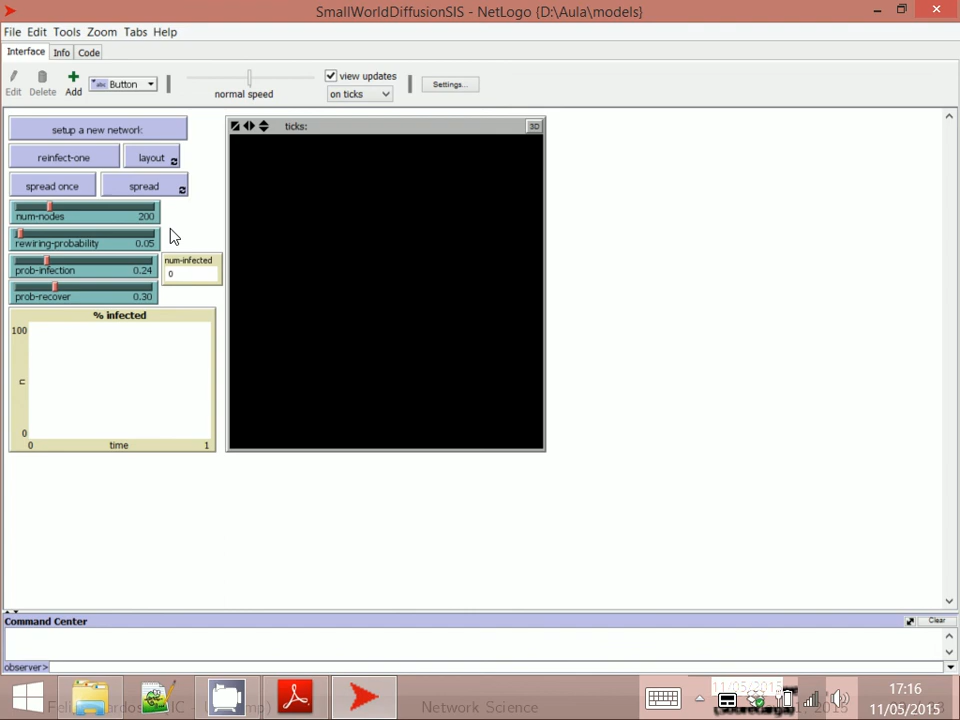 SmallWorldDiffusionSIS - NetLogo {D:\Aula\models}
File Edit Tools Zoom Tabs Help
Interface Info Code
Edit Delete Add Button normal speed view updates on ticks Settings...
setup a new network:
ticks: 3D
reinfect-one layout
spread once spread
num-nodes 200
rewiring-probability 0.05
prob-infection 0.24
num-infected
0
prob-recover 0.30
% infected
100
n
0
0 time 1
Command Center Clear
observer>
11/05/2015
17:16
Network Science
11/05/2015